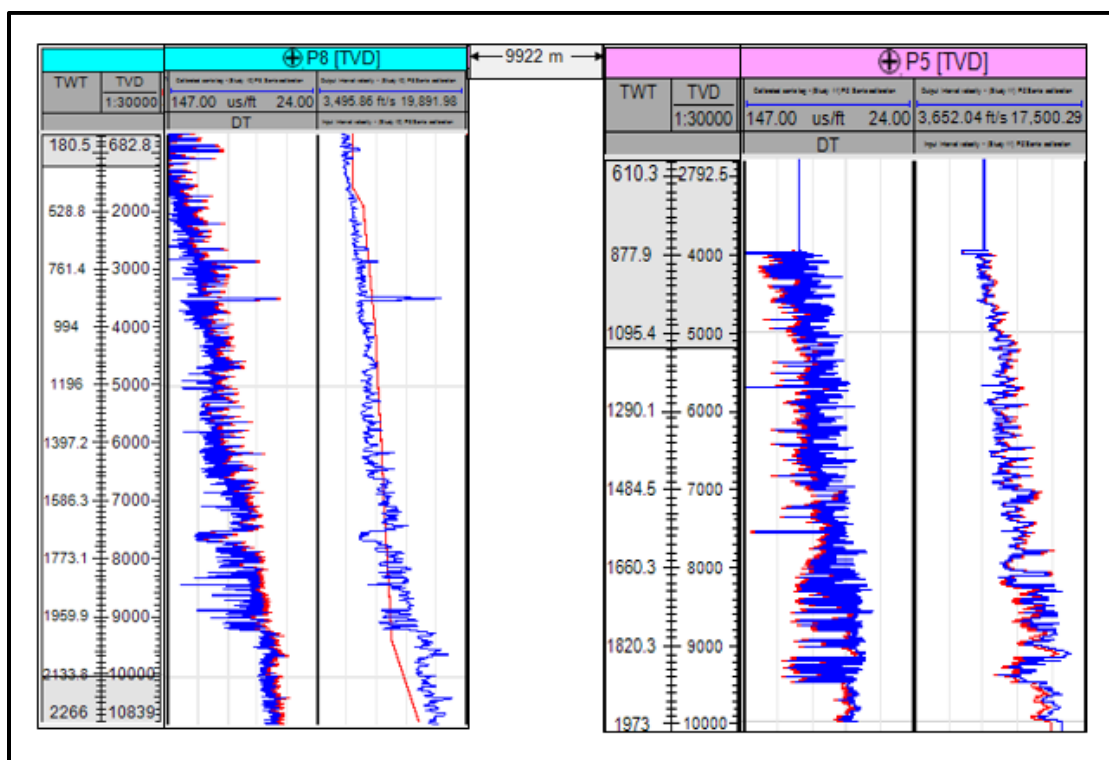 P8 [TVD]
9922 m
P5 [TVD]
TWT
TVD
1:30000
147.00 us/ft 24.00
3,495.86 ft/s 19,891.98
DT
TWT
TVD
1:30000
147.00 us/ft 24.00
3,652.04 ft/s 17,500.29
DT
180.5 682.8
528.8 2000
761.4 3000
994 4000
1196 5000
1397.2 6000
1586.3 7000
1773.1 8000
1959.9 9000
2133.8 10000
2266 10839
610.3 2792.5
877.9 4000
1095.4 5000
1290.1 6000
1484.5 7000
1660.3 8000
1820.3 9000
1973 10000